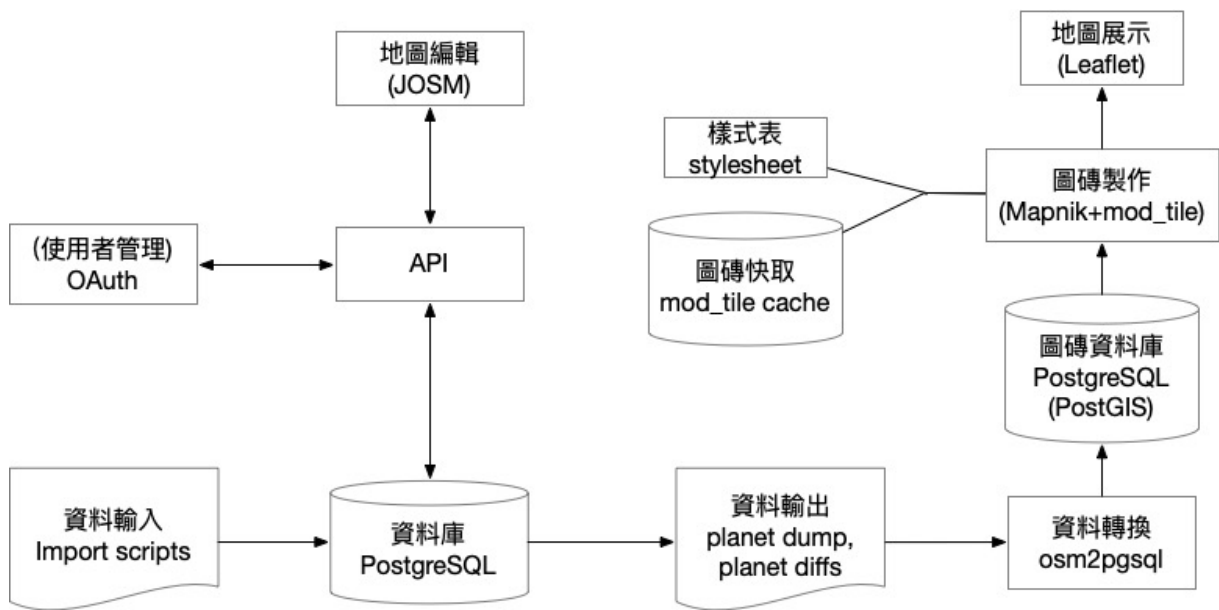 地圖編輯
(JOSM)
地圖展示
(Leaflet)
樣式表
stylesheet
圖磚製作
(Mapnik+mod_tile)
(使用者管理)
OAuth
API
圖磚快取
mod_tile cache
圖磚資料庫
PostgreSQL
(PostGIS)
資料輸入
Import scripts
資料庫
PostgreSQL
資料輸出
planet dump,
planet diffs
資料轉換
osm2pgsql